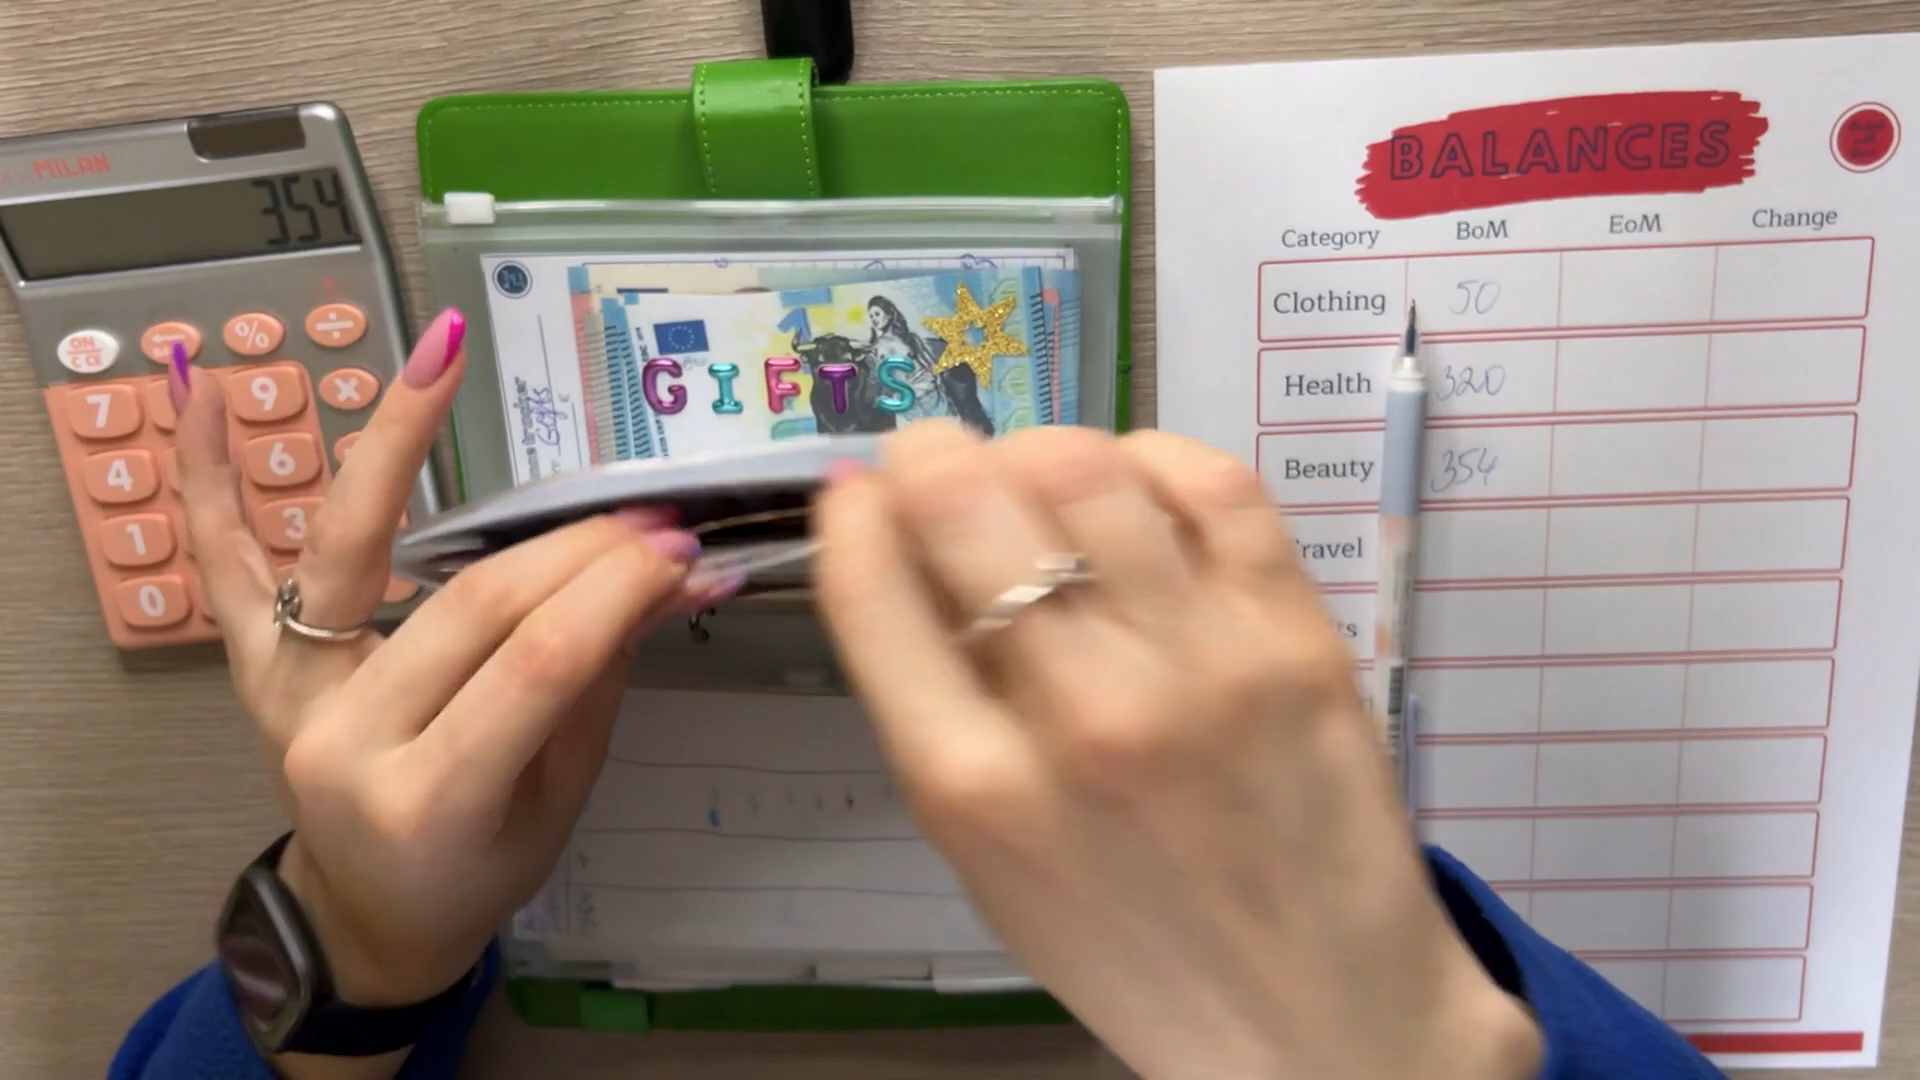 MILAN
354
ON
C CE
%
÷
7
9
×
4
6
1
3
0
Gifts
GIFTS
BALANCES
Category BoM EoM Change
Clothing 50
Health 320
Beauty 354